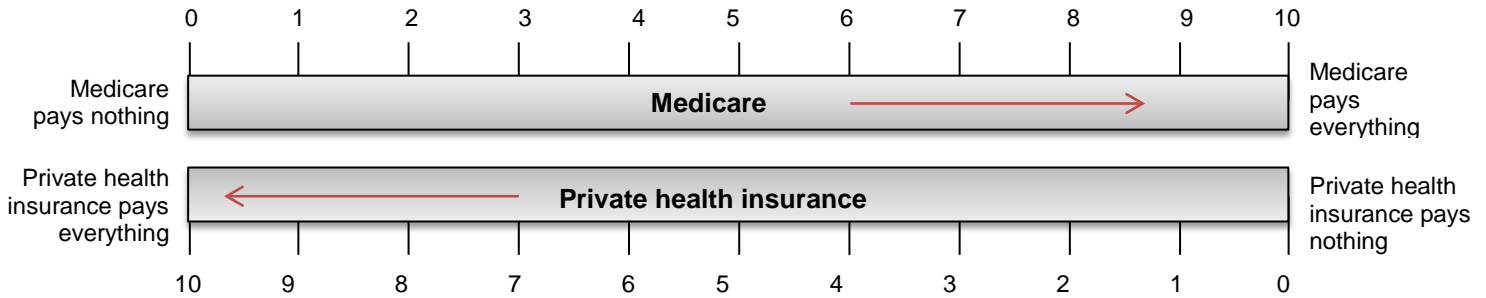 0 1 2 3 4 5 6 7 8 9 10
Medicare
pays nothing
Medicare
Medicare
pays
everything
Private health
insurance pays
everything
Private health insurance
Private health
insurance pays
nothing
10 9 8 7 6 5 4 3 2 1 0